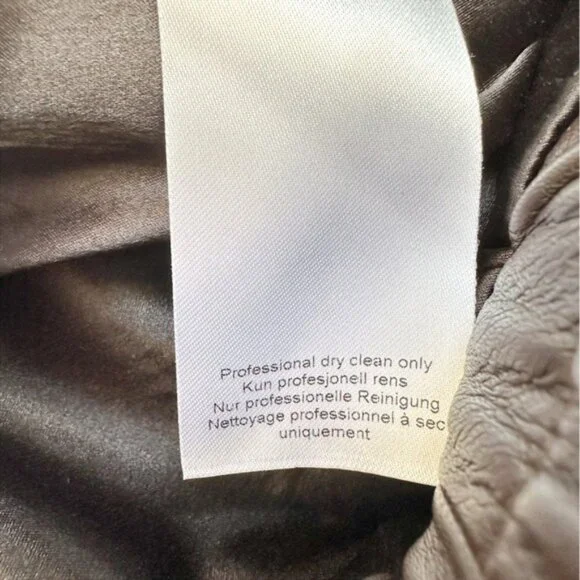 Professional dry clean only
Kun profesjonell rens
Nur professionelle Reinigung
Nettoyage professionnel à sec
uniquement